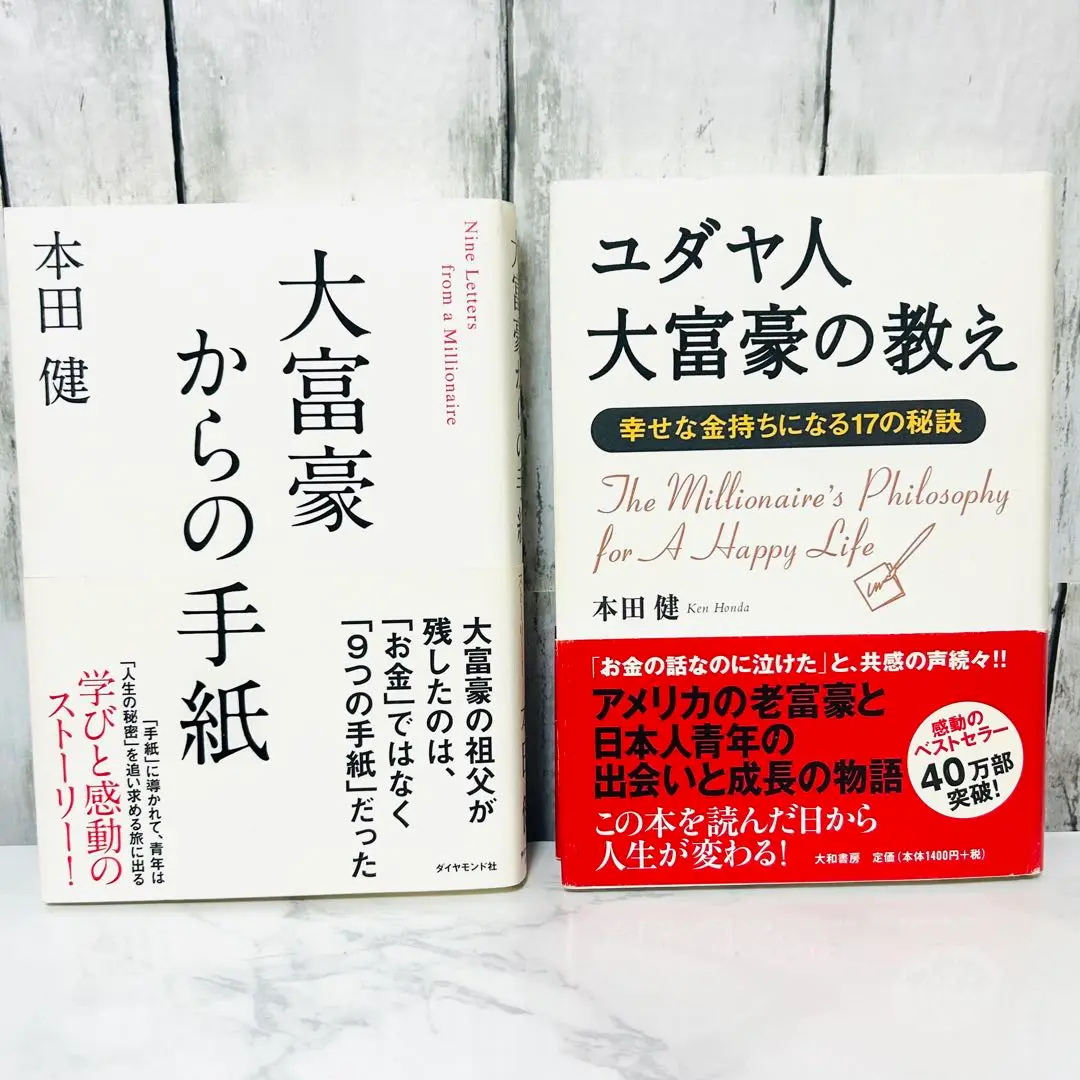 本田 健
大富豪
からの手紙
Nine Letters
from a Millionaire
大富豪の祖父が
残したのは、
「お金」ではなく
「9つの手紙」だった
「手紙」に導かれて、青年は
「人生の秘密」を追い求める旅に出る
学びと感動の
ストーリー!
ダイヤモンド社
ユダヤ人
大富豪の教え
幸せな金持ちになる17の秘訣
The Millionaire's Philosophy
for A Happy Life
本田 健 Ken Honda
「お金の話なのに泣けた」と、共感の声続々!!
アメリカの老富豪と
日本人青年の
出会いと成長の物語
この本を読んだ日から
人生が変わる!
感動の
ベストセラー
40万部
突破!
大和書房 定価(本体1400円+税)